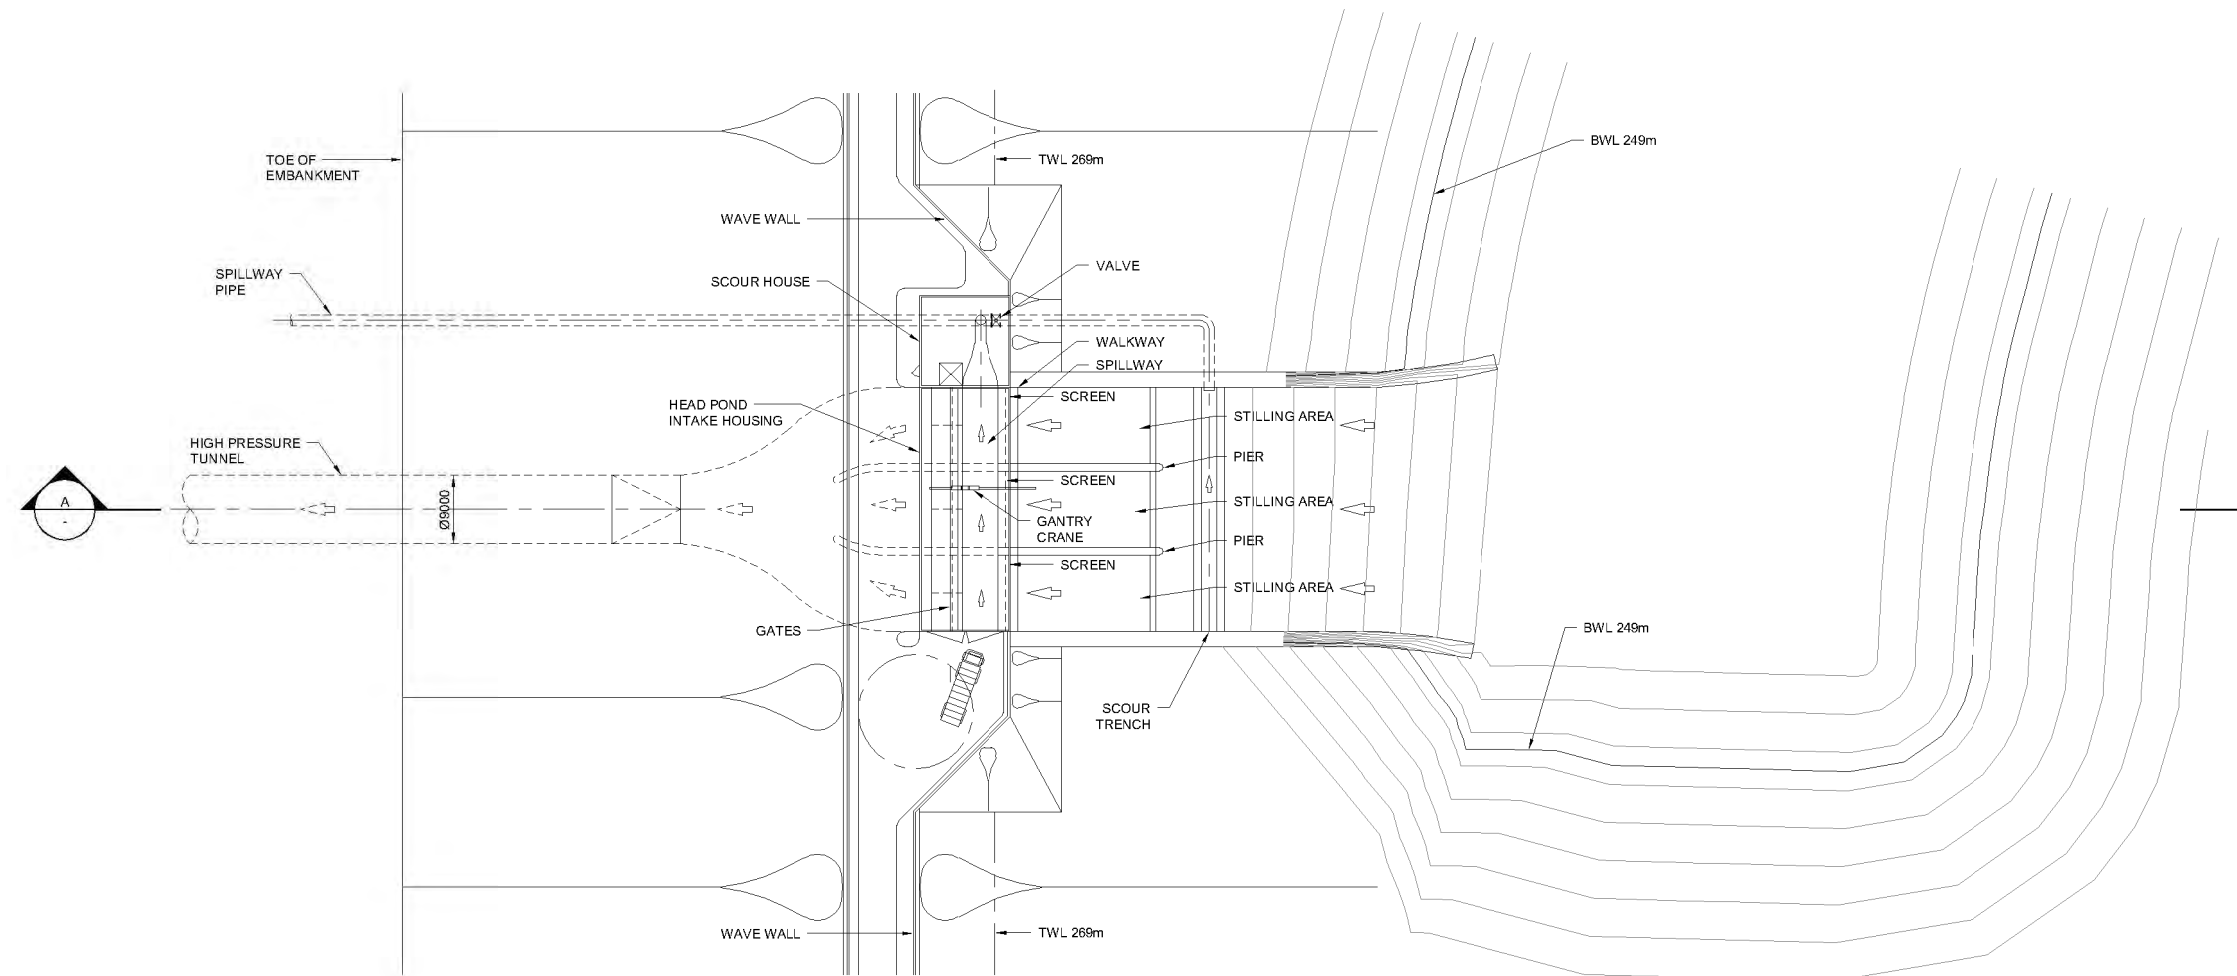 BWL 249m
TOE OF
EMBANKMENT
TWL 269m
WAVE WALL
SPILLWAY
PIPE
SCOUR HOUSE
VALVE
WALKWAY
SPILLWAY
SCREEN
HEAD POND
INTAKE HOUSING
STILLING AREA
HIGH PRESSURE
TUNNEL
PIER
SCREEN
A
-
Ø9000
STILLING AREA
GANTRY
CRANE
PIER
SCREEN
STILLING AREA
GATES
BWL 249m
SCOUR
TRENCH
WAVE WALL
TWL 269m